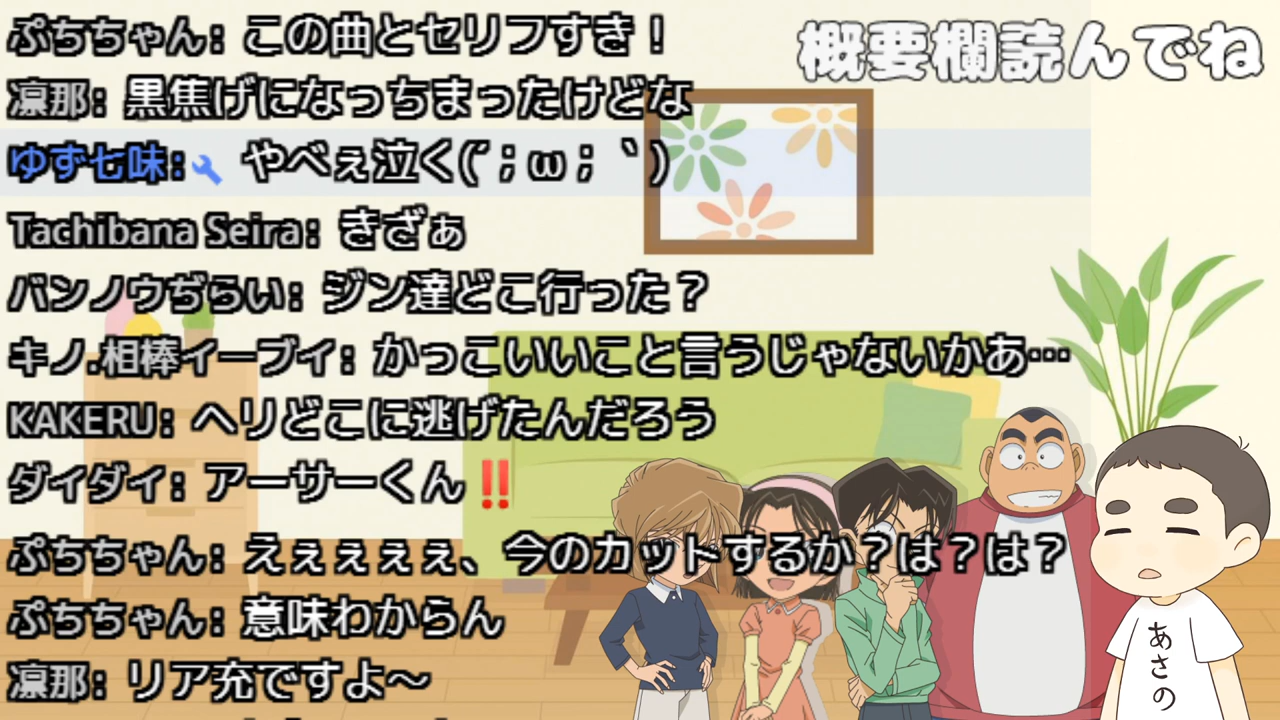 ぷちちゃん: この曲とセリフすき！
概要欄読んでね
凛那: 黒焦げになっちまったけどな
ゆず七味: やべぇ泣く(´；ω；｀)
Tachibana Seira: きざぁ
バンノウぢらい: ジン達どこ行った？
キノ.相棒イーブイ: かっこいいこと言うじゃないかあ…
KAKERU: ヘリどこに逃げたんだろう
ダイダイ: アーサーくん‼️
ぷちちゃん: えぇぇぇぇ、今のカットするか？は？は？
ぷちちゃん: 意味わからん
凛那: リア充ですよ〜
あさの